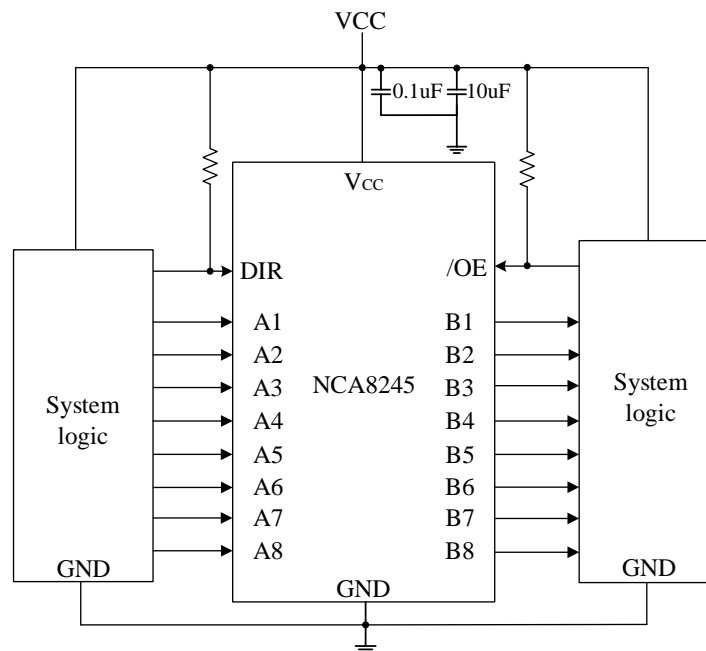 VCC
0.1uF 10uF
VCC
DIR /OE
A1 B1
A2 B2
A3 B3
NCA8245
A4 B4
A5 B5
A6 B6
A7 B7
A8 B8
System
logic
System
logic
GND
GND
GND